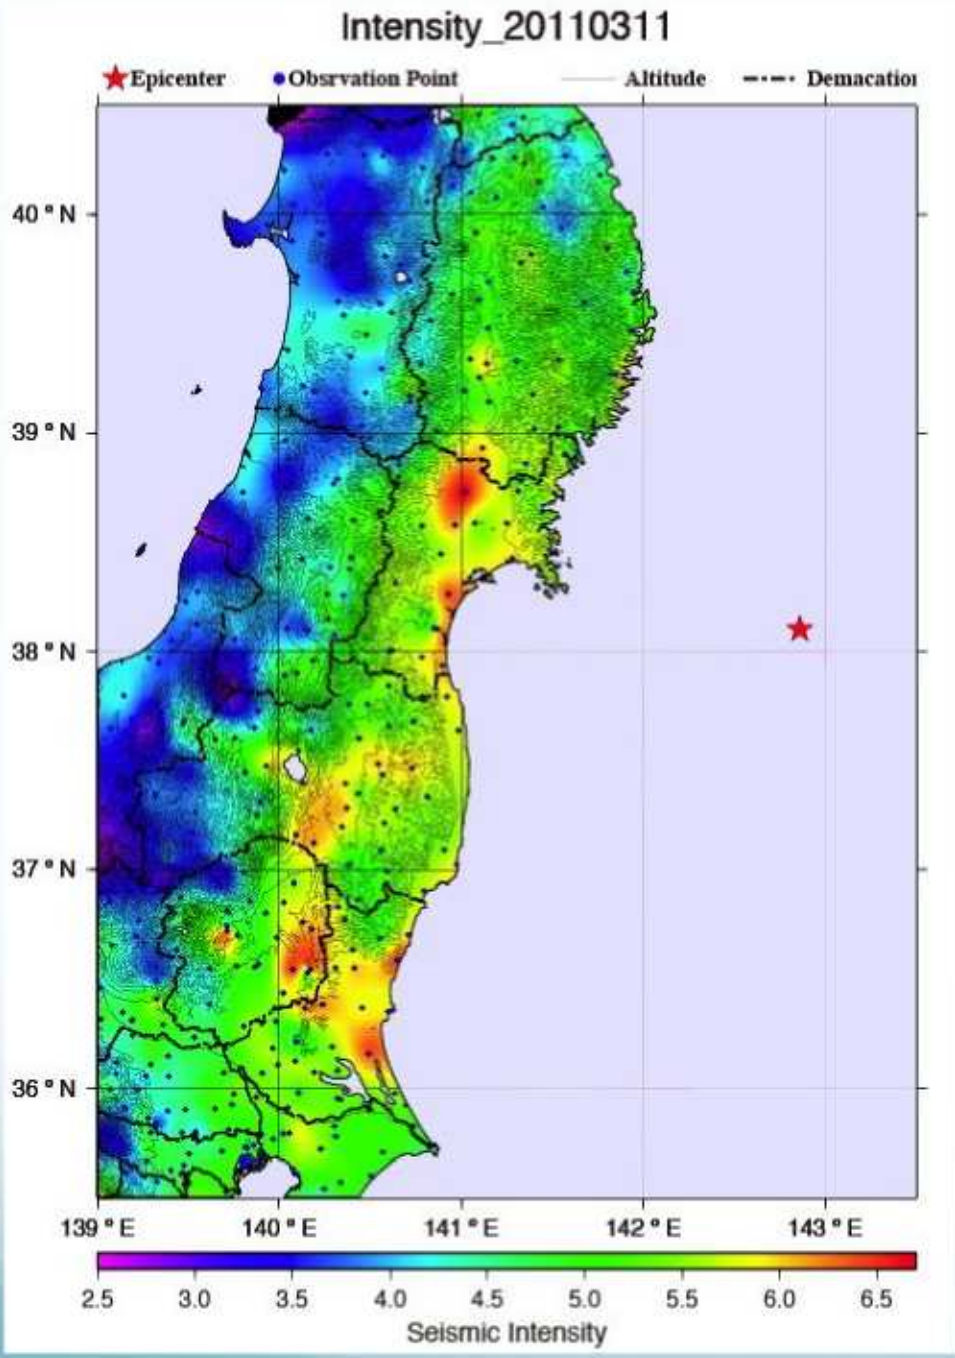 Intensity_20110311
Epicenter Obsrvation Point Altitude Demacation
40°N
39°N
38°N
37°N
36°N
139°E 140°E 141°E 142°E 143°E
2.5 3.0 3.5 4.0 4.5 5.0 5.5 6.0 6.5
Seismic Intensity